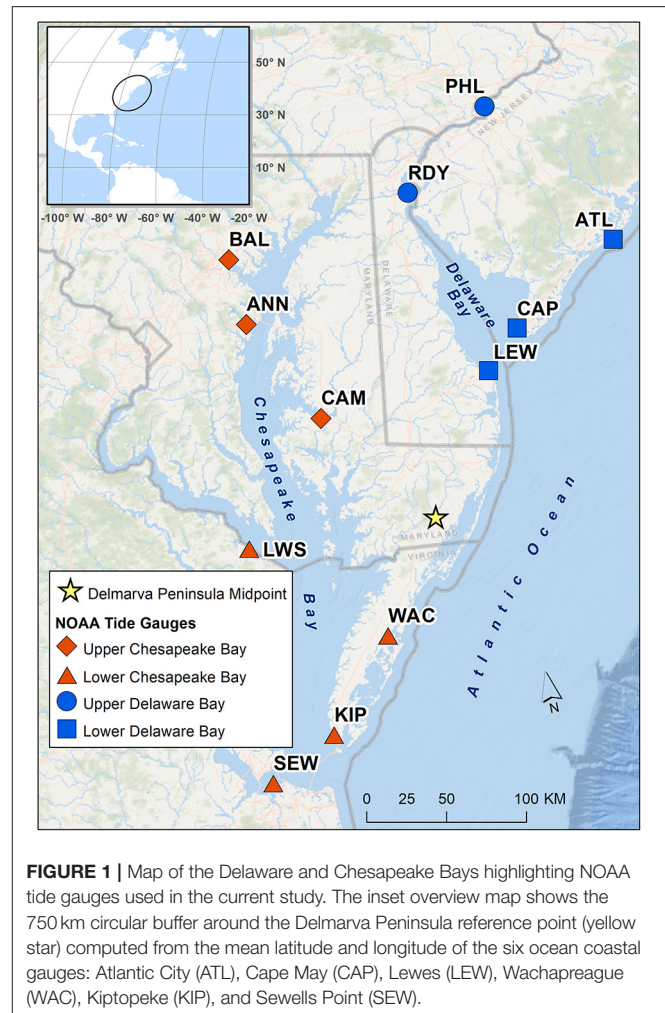 50° N
30° N
10° N
-100° W -80° W -60° W -40° W -20° W
PHL
NEW JERSEY
RDY
ATL
BAL
DELAWARE
MARYLAND
Delaware
Bay
ANN
CAP
LEW
CAM
Chesapeake
Atlantic Ocean
MARYLAND
VIRGINIA
LWS
Bay
Delmarva Peninsula Midpoint
NOAA Tide Gauges
Upper Chesapeake Bay
Lower Chesapeake Bay
Upper Delaware Bay
Lower Delaware Bay
WAC
KIP
N
SEW
0 25 50 100 KM
FIGURE 1 | Map of the Delaware and Chesapeake Bays highlighting NOAA
tide gauges used in the current study. The inset overview map shows the
750 km circular buffer around the Delmarva Peninsula reference point (yellow
star) computed from the mean latitude and longitude of the six ocean coastal
gauges: Atlantic City (ATL), Cape May (CAP), Lewes (LEW), Wachapreague
(WAC), Kiptopeke (KIP), and Sewells Point (SEW).